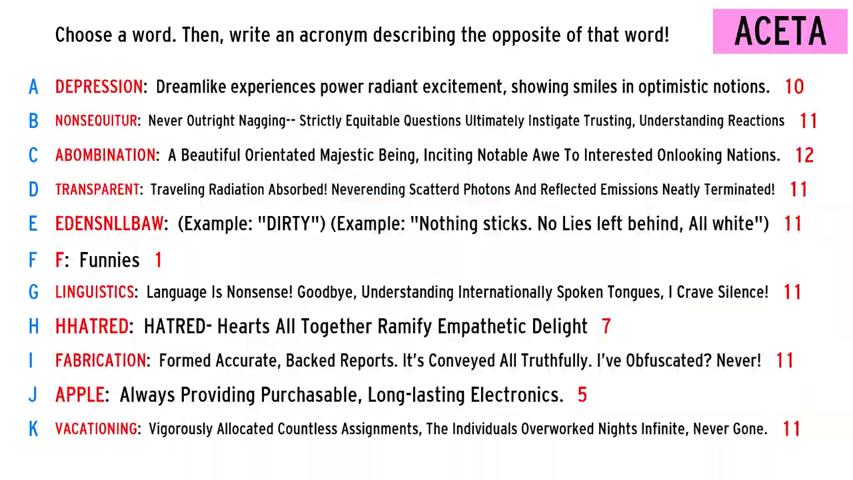 Choose a word. Then, write an acronym describing the opposite of that word! ACETA
A DEPRESSION: Dreamlike experiences power radiant excitement, showing smiles in optimistic notions. 10
B NONSEQUITUR: Never Outright Nagging-- Strictly Equitable Questions Ultimately Instigate Trusting, Understanding Reactions 11
C ABOMINATION: A Beautiful Orientated Majestic Being, Inciting Notable Awe To Interested Onlooking Nations. 12
D TRANSPARENT: Traveling Radiation Absorbed! Neverending Scatterd Photons And Reflected Emissions Neatly Terminated! 11
E EDENSNLLBAW: (Example: "DIRTY") (Example: "Nothing sticks. No Lies left behind, All white") 11
F F: Funnies 1
G LINGUISTICS: Language Is Nonsense! Goodbye, Understanding Internationally Spoken Tongues, I Crave Silence! 11
H HHATRED: HATRED- Hearts All Together Ramify Empathetic Delight 7
I FABRICATION: Formed Accurate, Backed Reports. It's Conveyed All Truthfully. I've Obfuscated? Never! 11
J APPLE: Always Providing Purchasable, Long-lasting Electronics. 5
K VACATIONING: Vigorously Allocated Countless Assignments, The Individuals Overworked Nights Infinite, Never Gone. 11